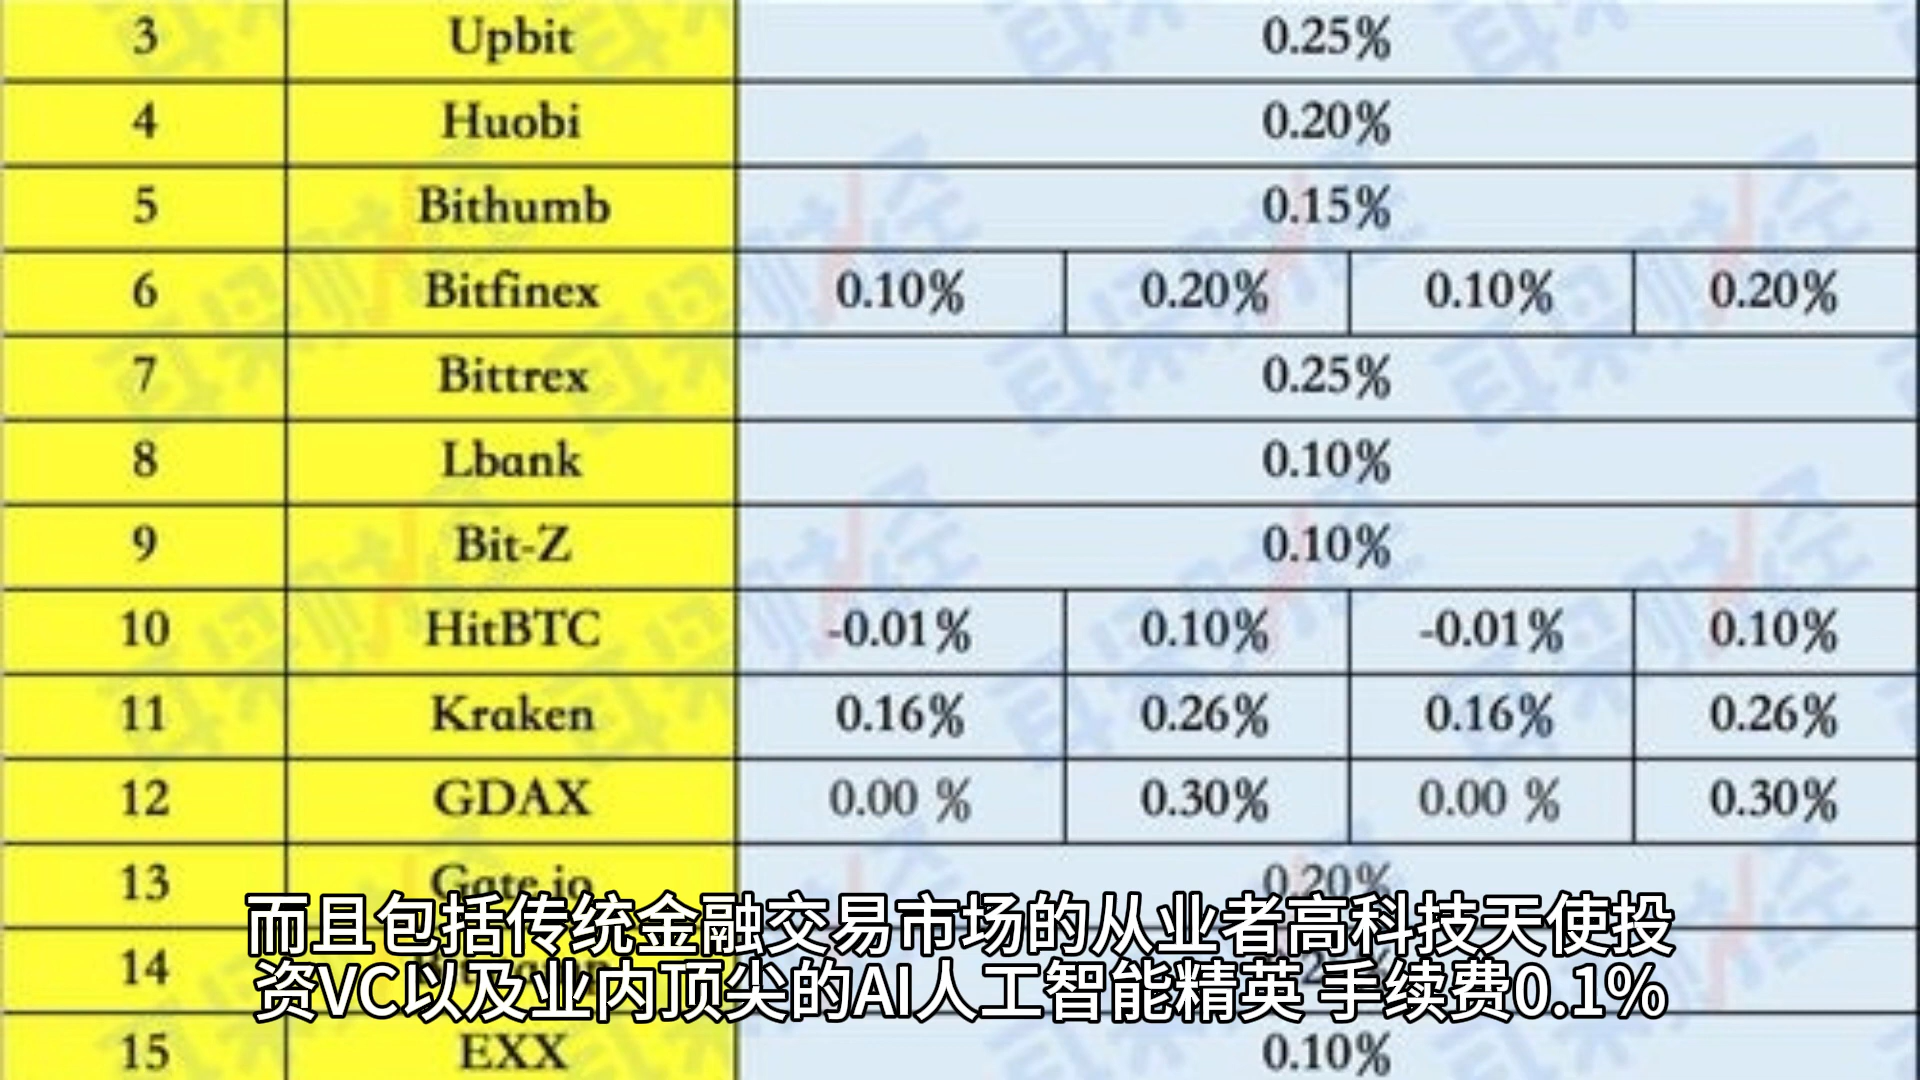 3 Upbit 0.25%
4 Huobi 0.20%
5 Bithumb 0.15%
6 Bitfinex 0.10% 0.20% 0.10% 0.20%
7 Bittrex 0.25%
8 Lbank 0.10%
9 Bit-Z 0.10%
10 HitBTC -0.01% 0.10% -0.01% 0.10%
11 Kraken 0.16% 0.26% 0.16% 0.26%
12 GDAX 0.00 % 0.30% 0.00 % 0.30%
13 Gate.io 0.20%
14
15 EXX 0.10%
而且包括传统金融交易市场的从业者高科技天使投
资VC以及业内顶尖的AI人工智能精英 手续费0.1%